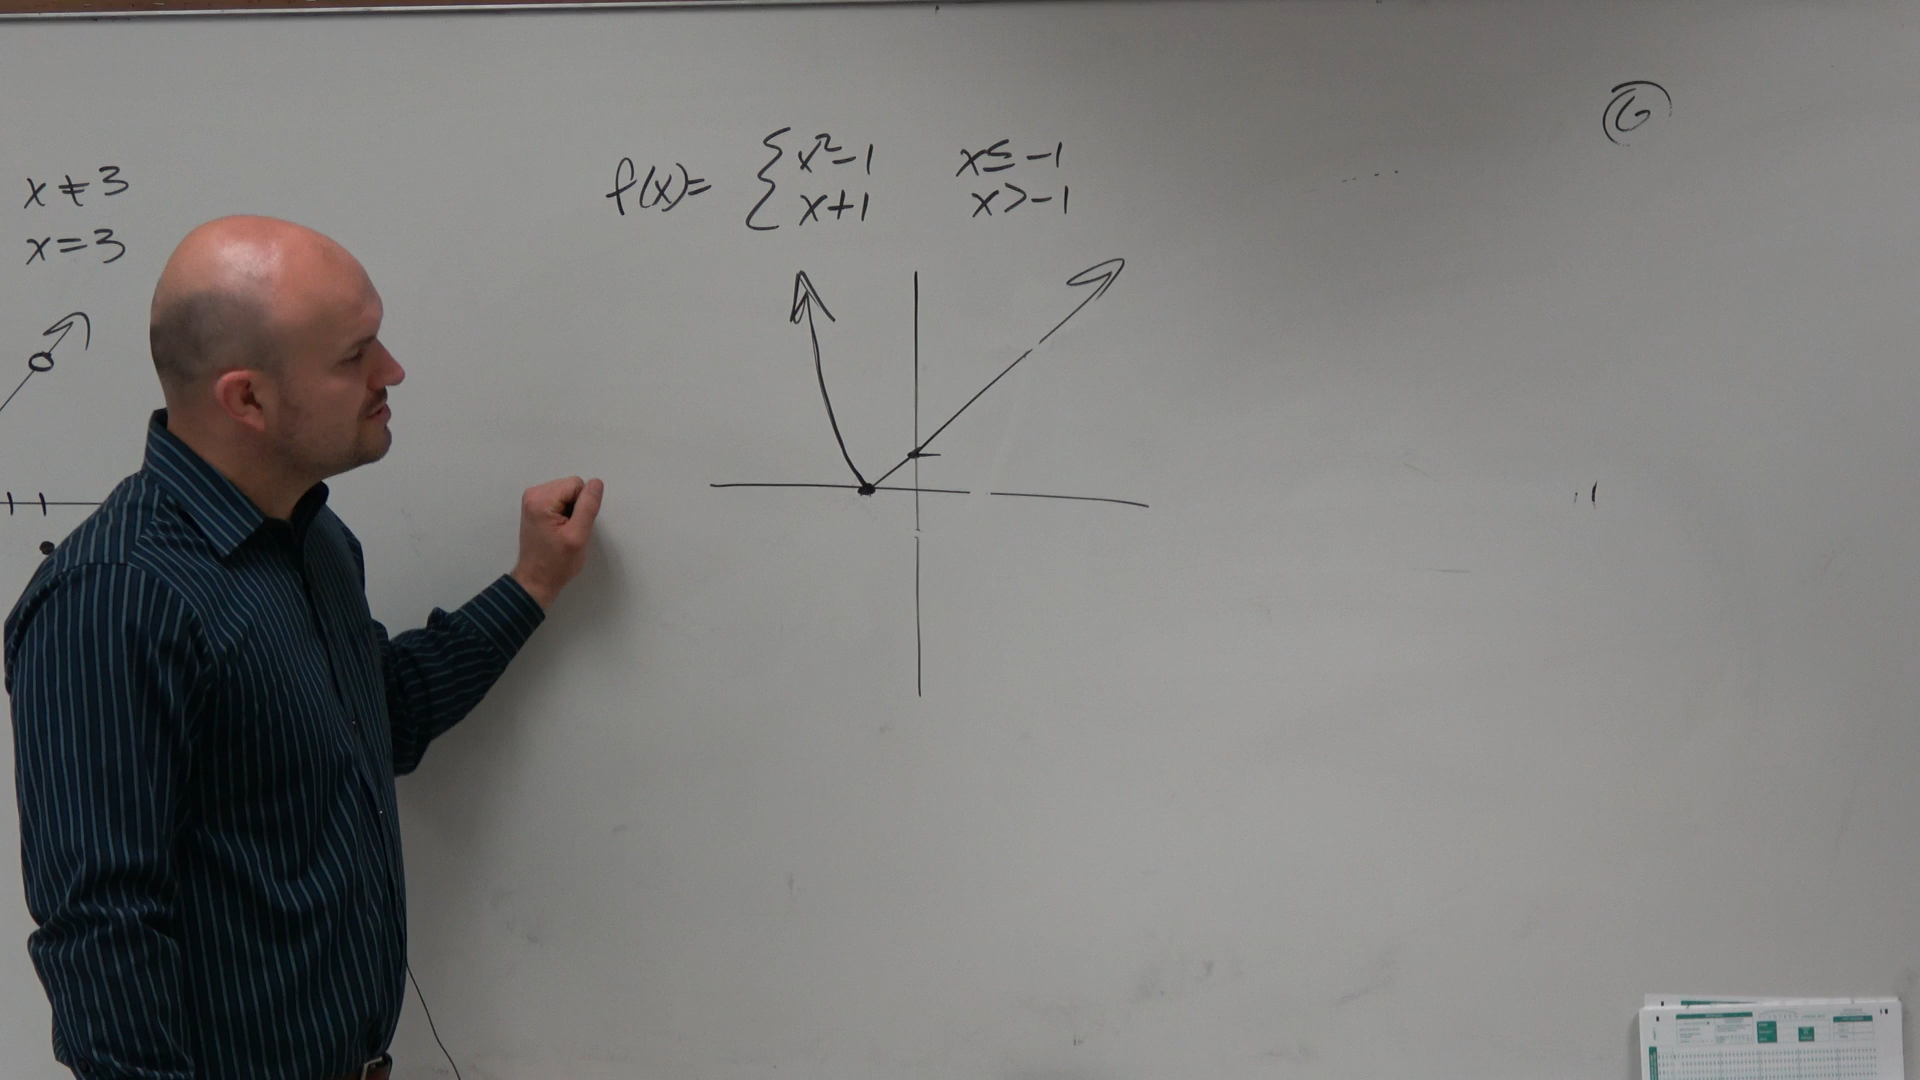 x ≠ 3
x = 3
f(x) = { x² - 1 x ≤ -1
x + 1 x > -1
6